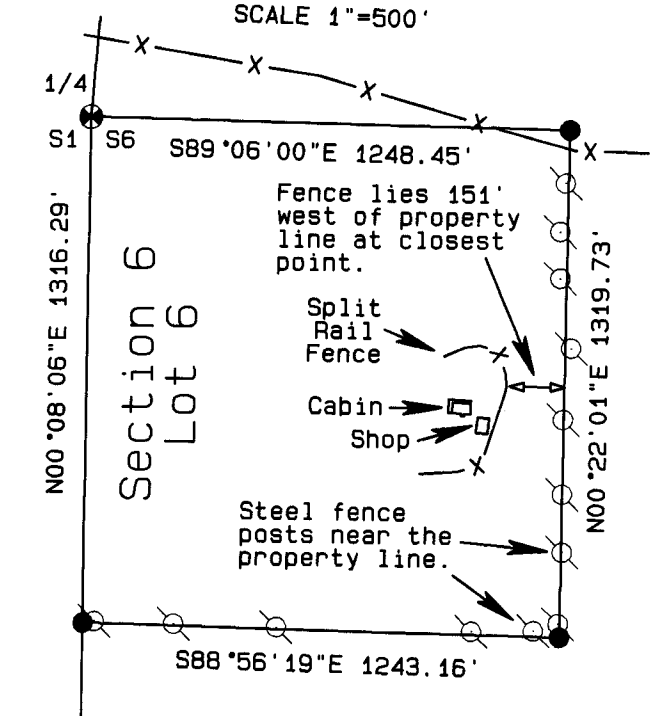 SCALE 1"=500'
1/4
S1 S6
S89°06'00"E 1248.45'
Fence lies 151'
west of property
line at closest
point.
N00°08'06"E 1316.29'
Section 6
Lot 6
Split
Rail
Fence
N00°22'01"E 1319.73'
Cabin
Shop
Steel fence
posts near the
property line.
S88°56'19"E 1243.16'